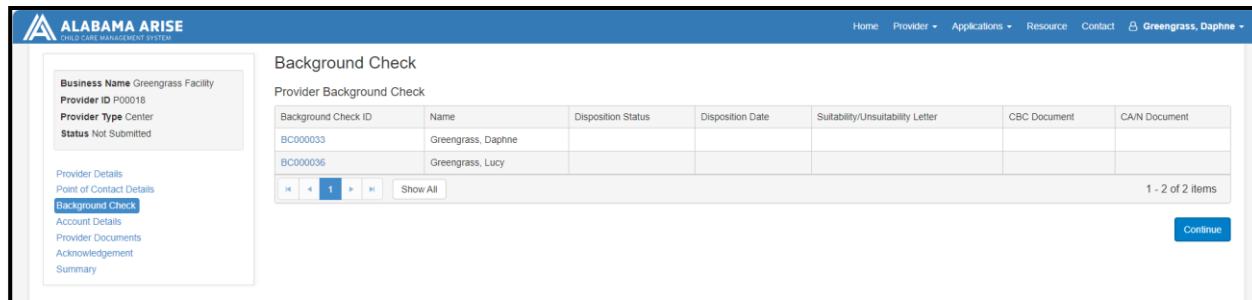 ALABAMA ARISE
CHILD CARE MANAGEMENT SYSTEM
Home Provider Applications Resource Contact Greengrass, Daphne
Business Name Greengrass Facility
Provider ID P00018
Provider Type Center
Status Not Submitted
Provider Details
Point of Contact Details
Background Check
Account Details
Provider Documents
Acknowledgement
Summary
Background Check
Provider Background Check
Background Check ID Name Disposition Status Disposition Date Suitability/Unsuitability Letter CBC Document CA/N Document
BC000033 Greengrass, Daphne
BC000036 Greengrass, Lucy
1 Show All 1 - 2 of 2 items
Continue